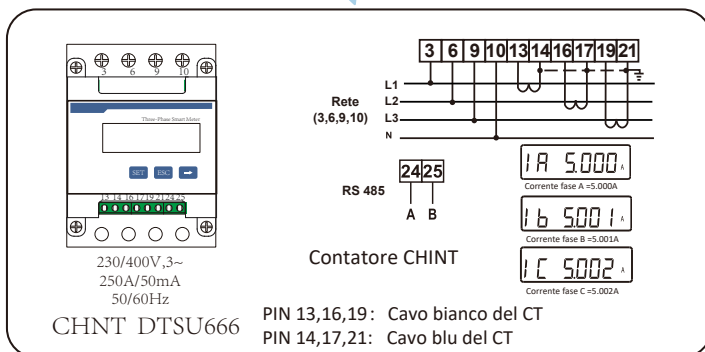 3 6 9 10
Three-Phase Smart Meter
SET ESC
13 14 16 17 19 21 24 25
230/400V,3~
250A/50mA
50/60Hz
CHNT DTSU666
3 6 9 10 13 14 16 17 19 21
L1
L2
L3
N
Rete
(3,6,9,10)
24 25
RS 485
A B
Contatore CHINT
IA 5.000 A
Corrente fase A =5.000A
Ib 5.001 A
Corrente fase B =5.001A
IC 5.002 A
Corrente fase C =5.002A
PIN 13,16,19: Cavo bianco del CT
PIN 14,17,21: Cavo blu del CT